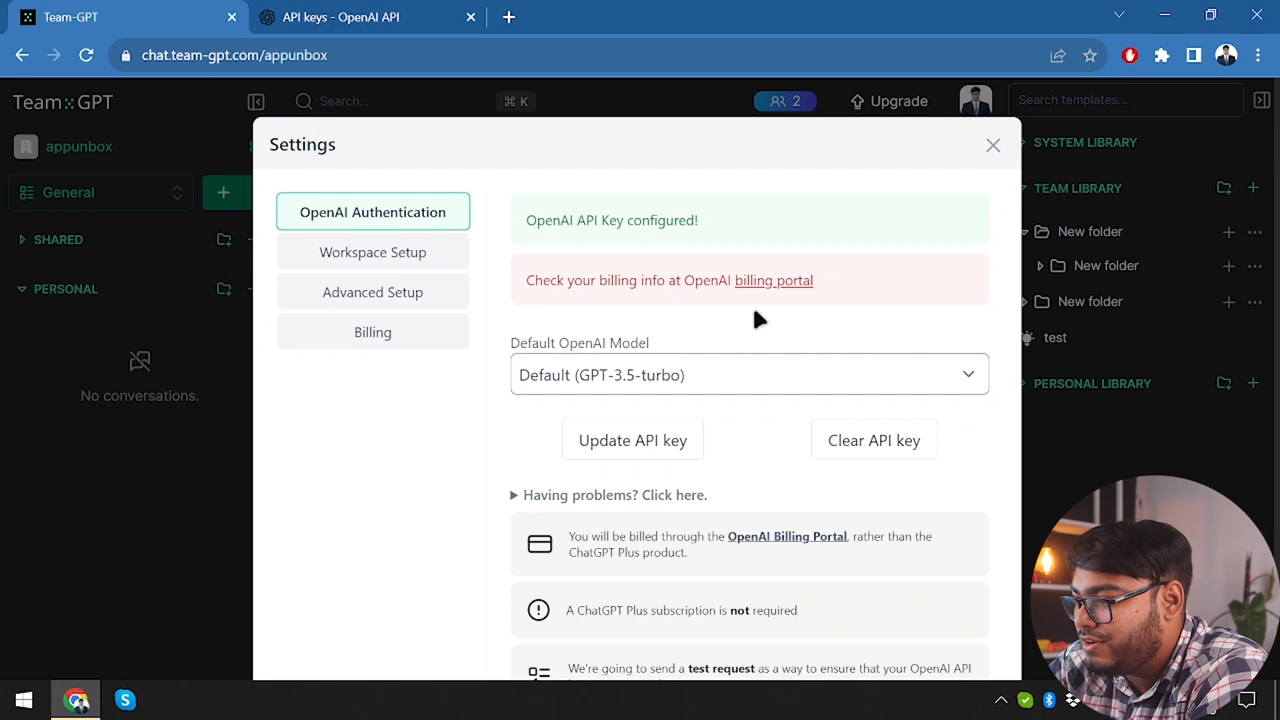 Team-GPT
API keys - OpenAI API
chat.team-gpt.com/appunbox
Team GPT
Search...
⌘ K
2
Upgrade
Search templates...
appunbox
General
SHARED
PERSONAL
No conversations.
Settings
OpenAI Authentication
Workspace Setup
Advanced Setup
Billing
OpenAI API Key configured!
Check your billing info at OpenAI billing portal
Default OpenAI Model
Default (GPT-3.5-turbo)
Update API key
Clear API key
Having problems? Click here.
You will be billed through the OpenAI Billing Portal, rather than the
ChatGPT Plus product.
A ChatGPT Plus subscription is not required
We're going to send a test request as a way to ensure that your OpenAI API
SYSTEM LIBRARY
TEAM LIBRARY
New folder
New folder
New folder
test
PERSONAL LIBRARY